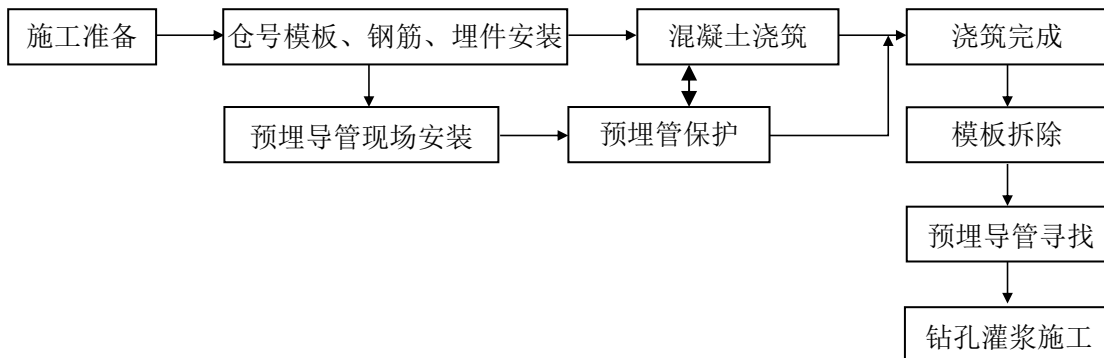 施工准备
仓号模板、钢筋、埋件安装
混凝土浇筑
浇筑完成
预埋导管现场安装
预埋管保护
模板拆除
预埋导管寻找
钻孔灌浆施工